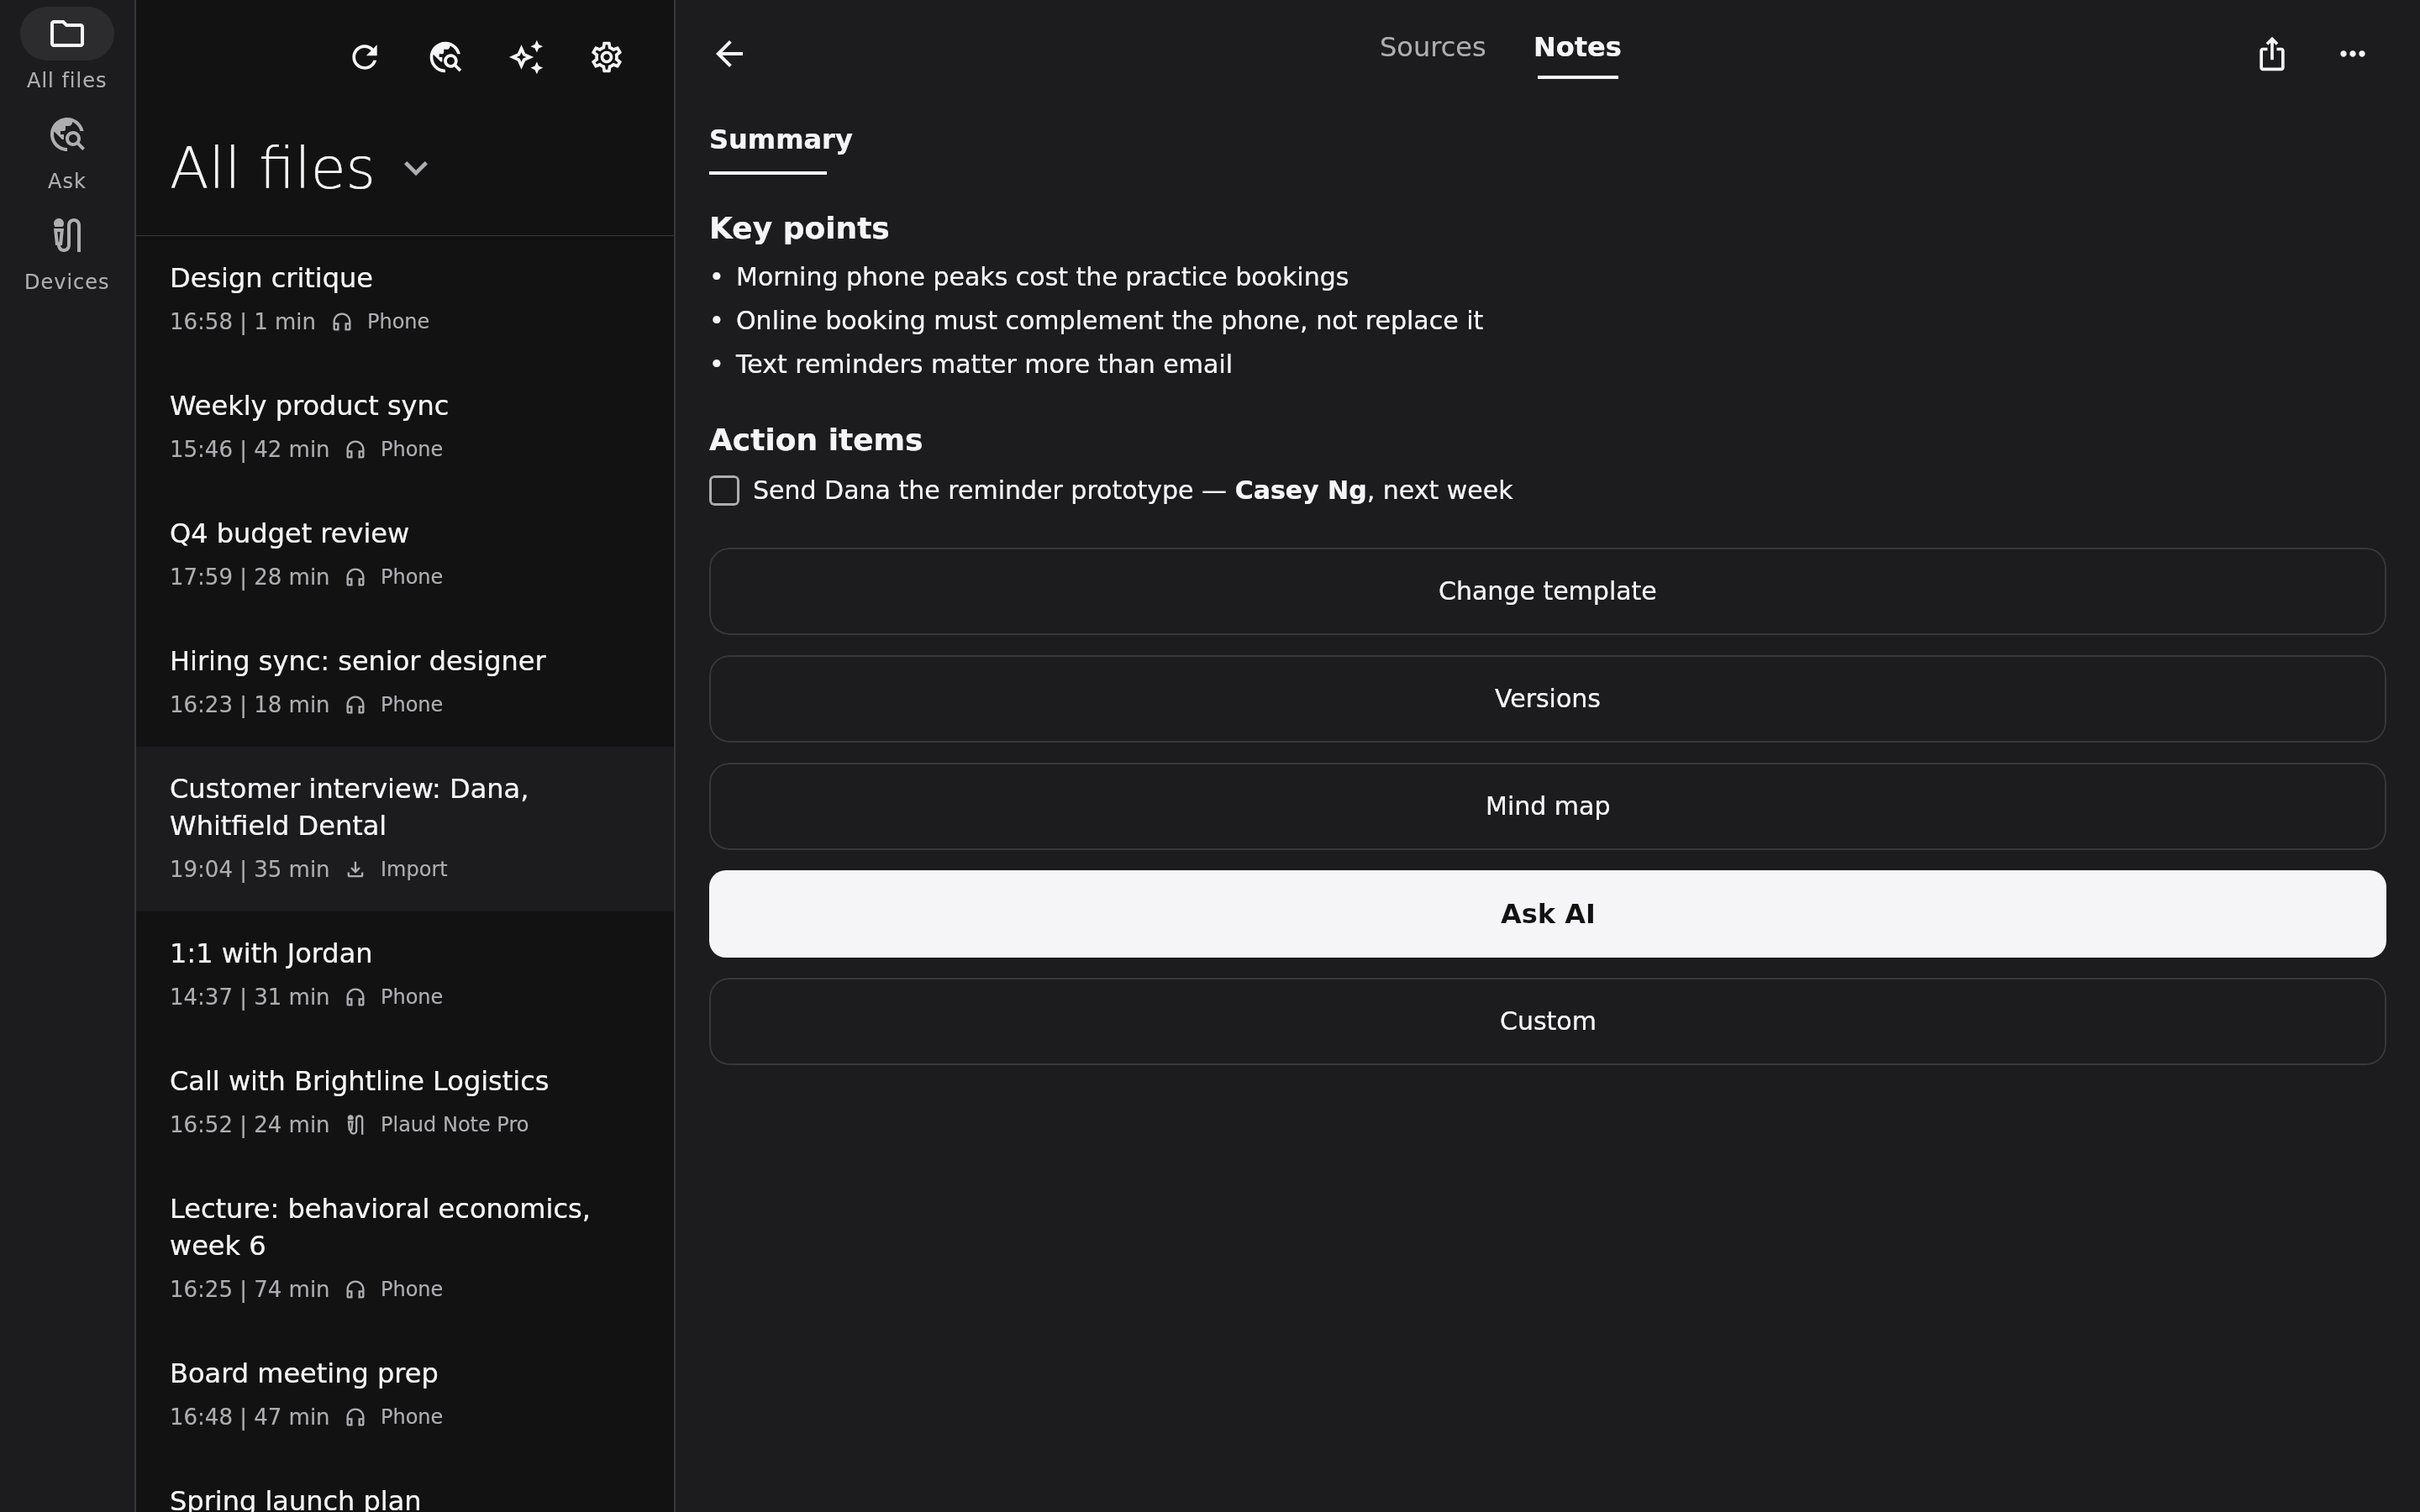 All files
Ask
Devices
All files
Design critique
16:58 | 1 min Phone
Weekly product sync
15:46 | 42 min Phone
Q4 budget review
17:59 | 28 min Phone
Hiring sync: senior designer
16:23 | 18 min Phone
Customer interview: Dana,
Whitfield Dental
19:04 | 35 min Import
1:1 with Jordan
14:37 | 31 min Phone
Call with Brightline Logistics
16:52 | 24 min Plaud Note Pro
Lecture: behavioral economics,
week 6
16:25 | 74 min Phone
Board meeting prep
16:48 | 47 min Phone
Spring launch plan
Sources Notes
Summary
Key points
• Morning phone peaks cost the practice bookings
• Online booking must complement the phone, not replace it
• Text reminders matter more than email
Action items
Send Dana the reminder prototype — Casey Ng, next week
Change template
Versions
Mind map
Ask AI
Custom